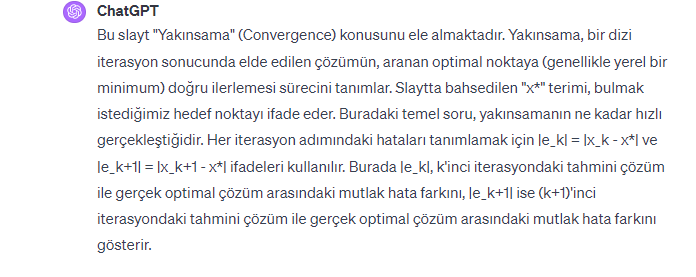 ChatGPT
Bu slayt "Yakınsama" (Convergence) konusunu ele almaktadır. Yakınsama, bir dizi
iterasyon sonucunda elde edilen çözümün, aranan optimal noktaya (genellikle yerel bir
minimum) doğru ilerlemesi sürecini tanımlar. Slaytta bahsedilen "x*" terimi, bulmak
istediğimiz hedef noktayı ifade eder. Buradaki temel soru, yakınsamanın ne kadar hızlı
gerçekleştiğidir. Her iterasyon adımındaki hataları tanımlamak için |e_k| = |x_k - x*| ve
|e_k+1| = |x_k+1 - x*| ifadeleri kullanılır. Burada |e_k|, k'inci iterasyondaki tahmini çözüm
ile gerçek optimal çözüm arasındaki mutlak hata farkını, |e_k+1| ise (k+1)'inci
iterasyondaki tahmini çözüm ile gerçek optimal çözüm arasındaki mutlak hata farkını
gösterir.